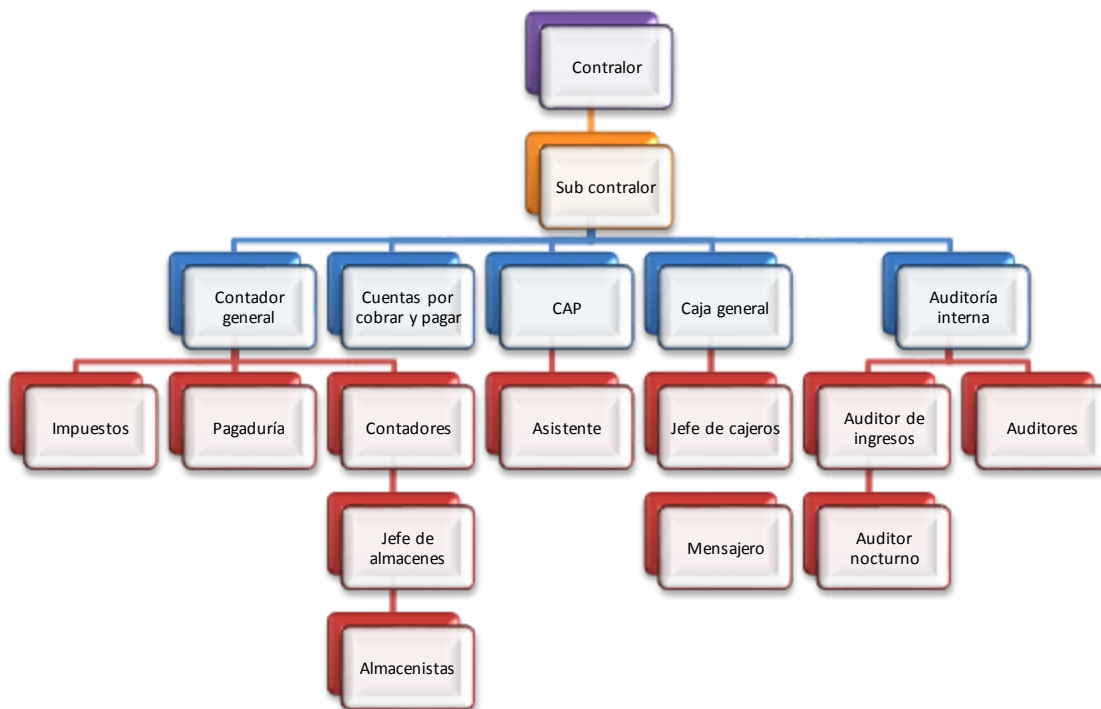 Contralor
Sub contralor
Contador
general
Cuentas por
cobrar y pagar
CAP
Caja general
Auditoría
interna
Impuestos
Pagaduría
Contadores
Asistente
Jefe de cajeros
Auditor de
ingresos
Auditores
Jefe de
almacenes
Mensajero
Auditor
nocturno
Almacenistas